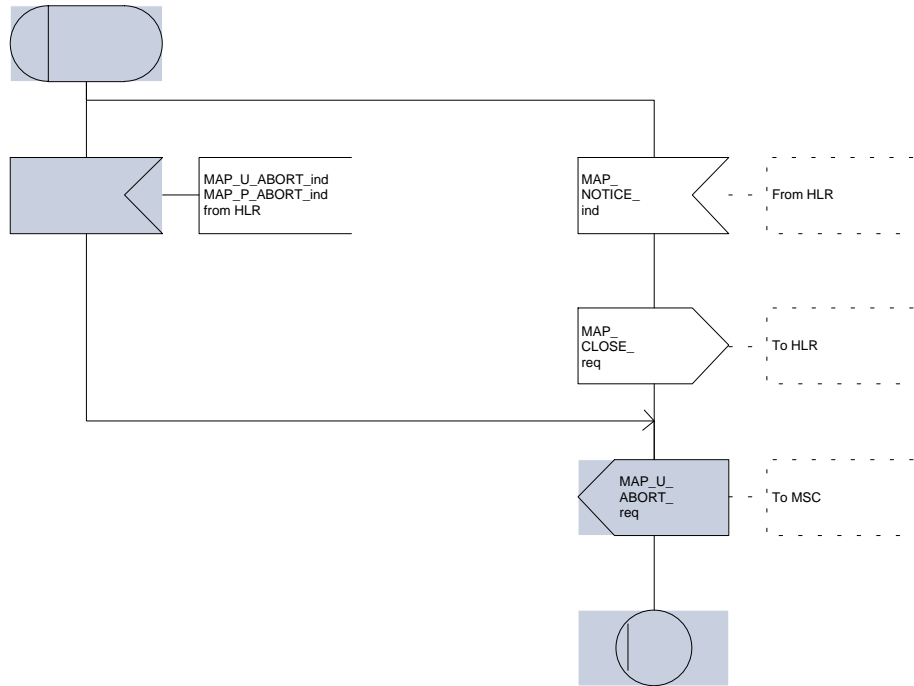 MAP_U_ABORT_ind
MAP_P_ABORT_ind
from HLR
MAP_
NOTICE_
ind
From HLR
MAP_
CLOSE_
req
To HLR
MAP_U_
ABORT_
req
To MSC